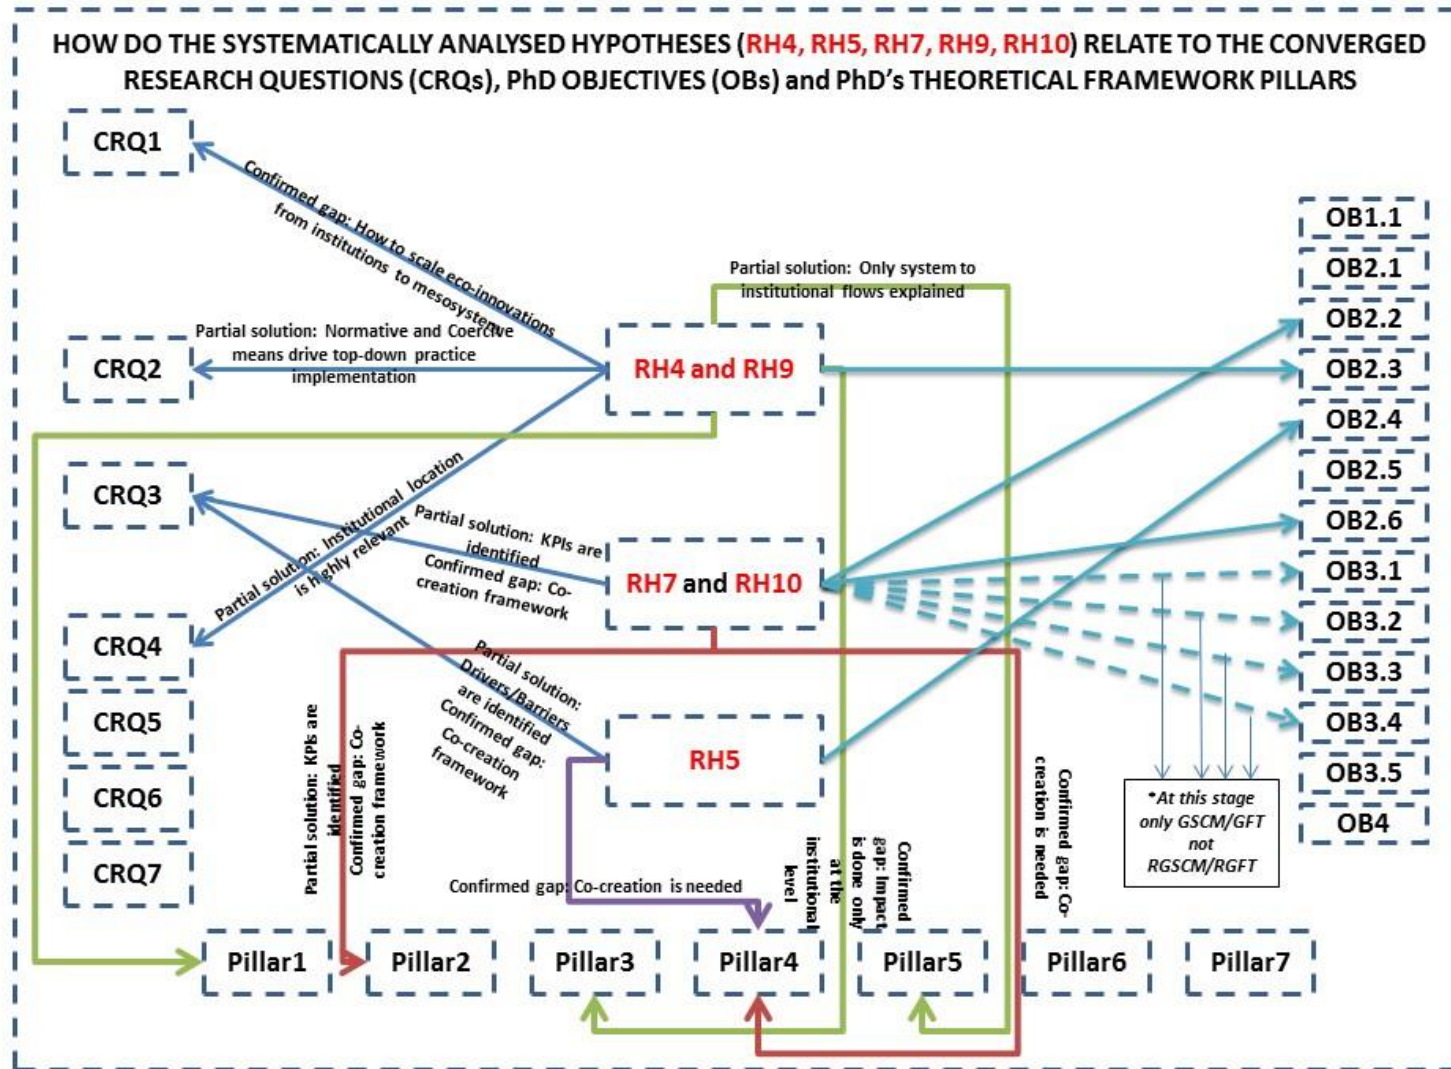 HOW DO THE SYSTEMATICALLY ANALYSED HYPOTHESES (RH4, RH5, RH7, RH9, RH10) RELATE TO THE CONVERGED
RESEARCH QUESTIONS (CRQs), PhD OBJECTIVES (OBs) and PhD's THEORETICAL FRAMEWORK PILLARS
CRQ1
CRQ2
CRQ3
CRQ4
CRQ5
CRQ6
CRQ7
Confirmed gap: How to scale eco-innovations
from institutions to mesosystem
Partial solution: Normative and Coercive
means drive top-down practice
implementation
Partial solution: Institutional location
is highly relevant
Partial solution: KPIs are
identified
Confirmed gap: Co-
creation framework
Partial solution:
Drivers/Barriers
are identified
Confirmed gap:
Co-creation
framework
Partial solution: Only system to
institutional flows explained
RH4 and RH9
RH7 and RH10
RH5
Partial solution: KPIs are
identified
Confirmed gap: Co-
creation framework
Confirmed gap: Co-creation is needed
Confirmed
gap: Impact
is done only
at the
institutional
level
Confirmed gap: Co-
creation is needed
*At this stage
only GSCM/GFT
not
RGSCM/RGFT
OB1.1
OB2.1
OB2.2
OB2.3
OB2.4
OB2.5
OB2.6
OB3.1
OB3.2
OB3.3
OB3.4
OB3.5
OB4
Pillar1
Pillar2
Pillar3
Pillar4
Pillar5
Pillar6
Pillar7